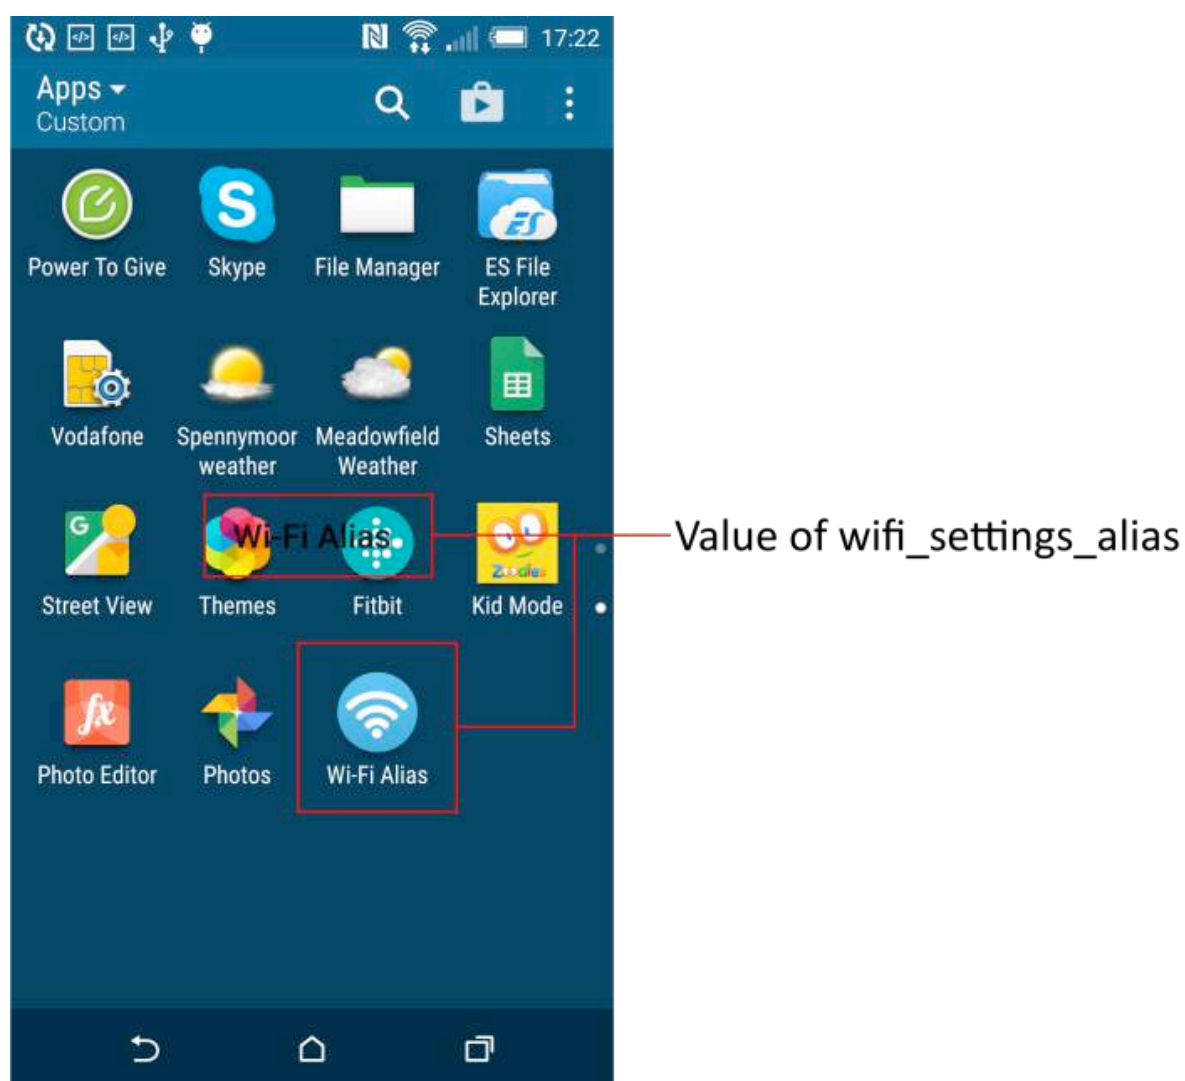 17:22
Apps
Custom
Power To Give
Skype
File Manager
ES File
Explorer
Vodafone
Spennymoor
weather
Meadowfield
Weather
Sheets
Wi-Fi Alias
Value of wifi_settings_alias
Street View
Themes
Fitbit
Kid Mode
Photo Editor
Photos
Wi-Fi Alias